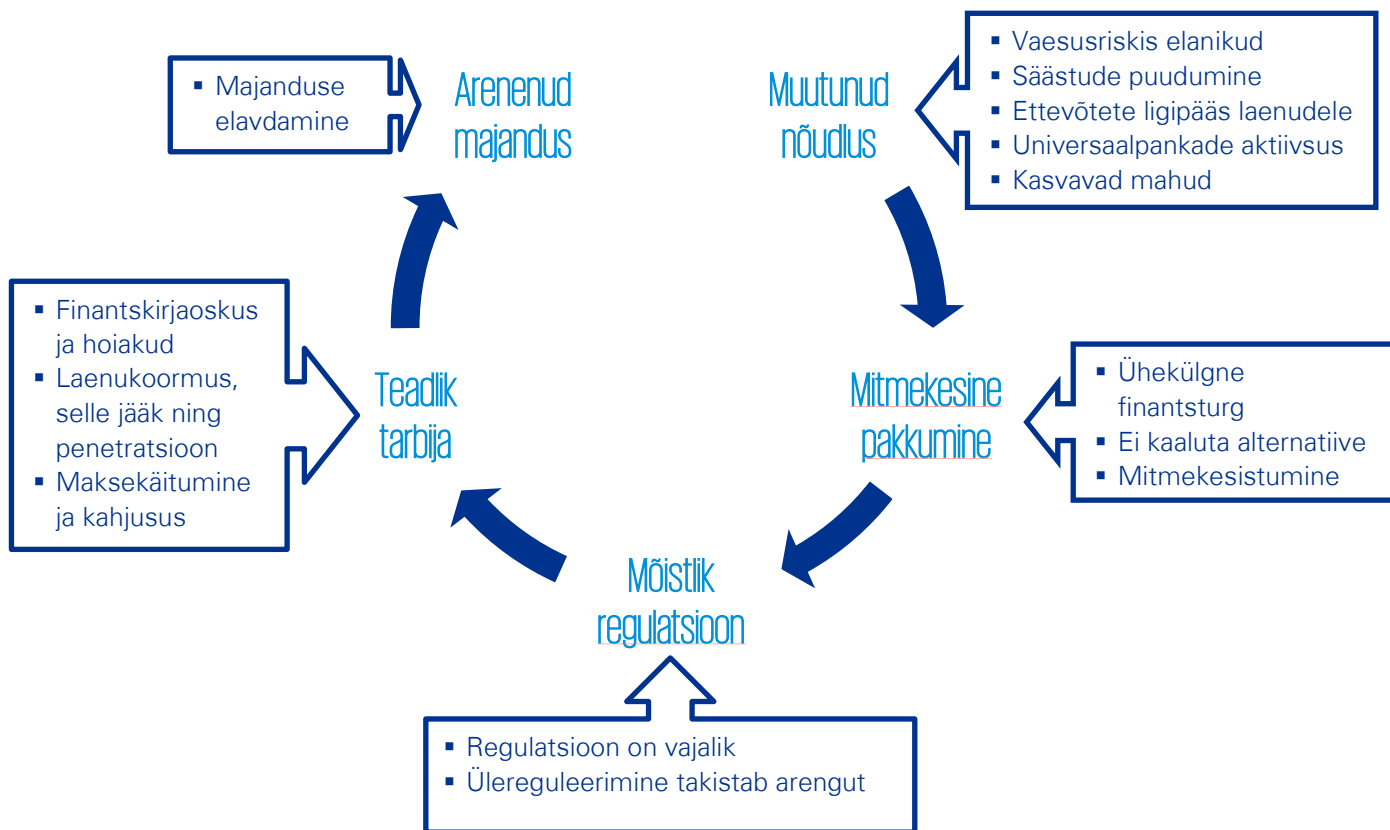 ▪ Majanduse
elavdamine
Arenenud
majandus
Muutunud
nõudlus
▪ Vaesusriskis elanikud
▪ Säästude puudumine
▪ Ettevõtete ligipääs laenudele
▪ Universaalpankade aktiivsus
▪ Kasvavad mahud
▪ Finantskirjaoskus
ja hoiakud
▪ Laenukoormus,
selle jääk ning
penetratsioon
▪ Maksekäitumine
ja kahjusus
Teadlik
tarbija
Mitmekesine
pakkumine
▪ Ühekülgne
finantsturg
▪ Ei kaaluta alternatiive
▪ Mitmekesistumine
Mõistlik
regulatsioon
▪ Regulatsioon on vajalik
▪ Ülereguleerimine takistab arengut